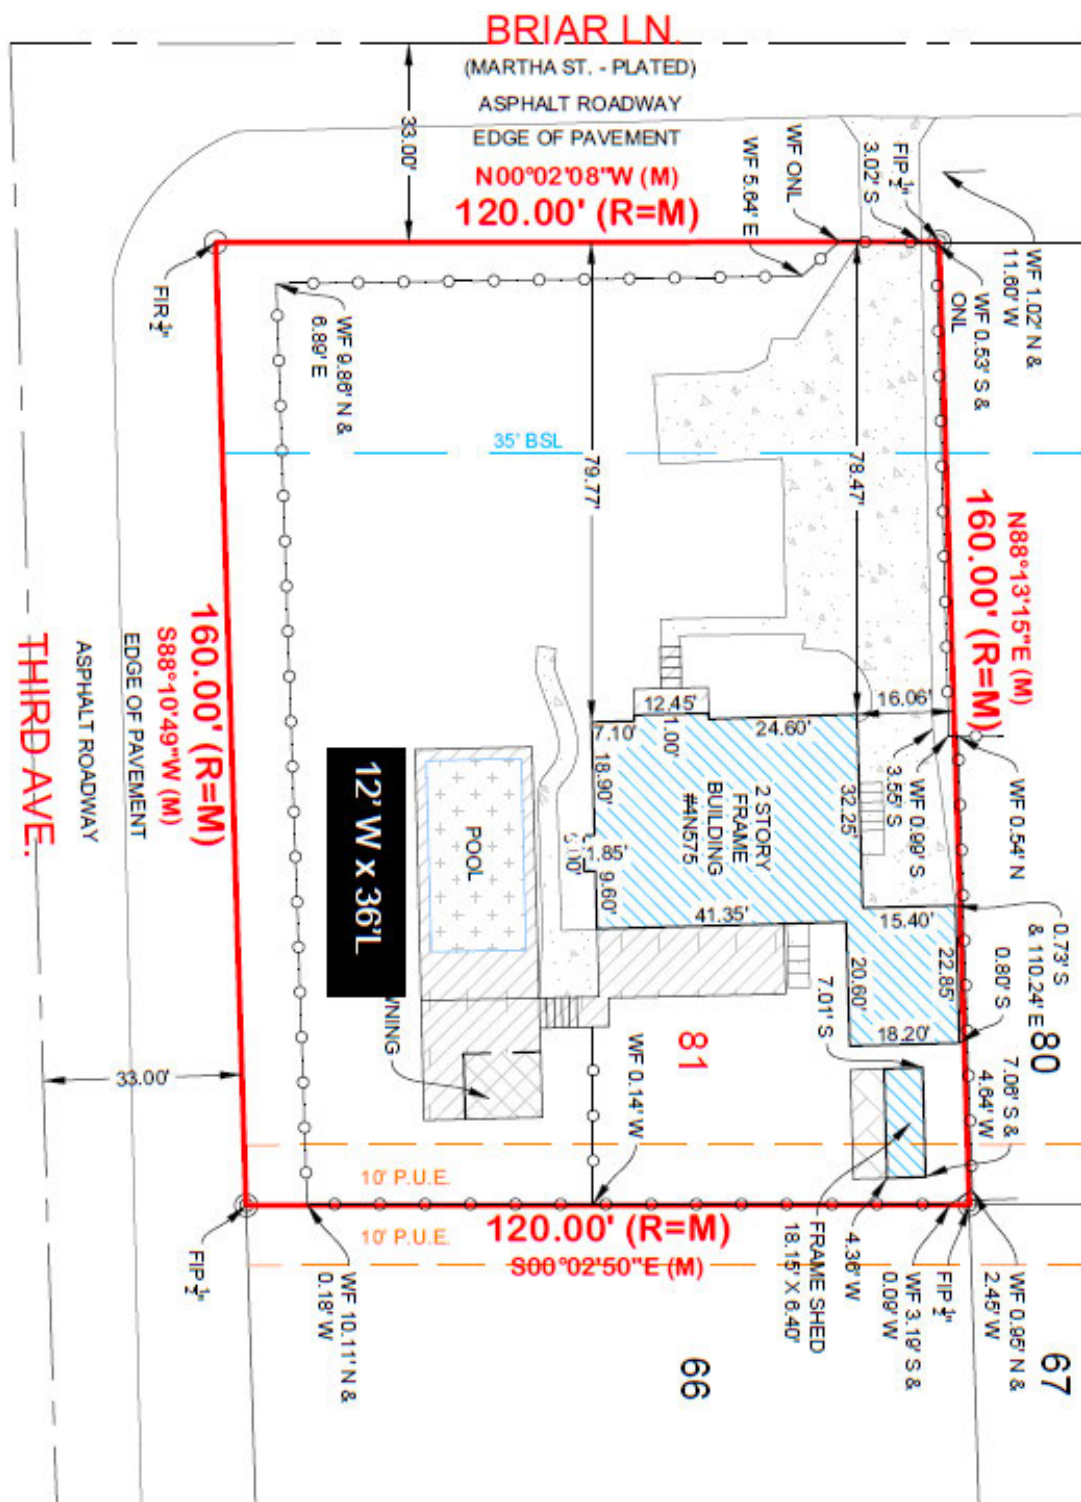 BRIAR LN.
(MARTHA ST. - PLATED)
ASPHALT ROADWAY
EDGE OF PAVEMENT
N00°02'08"W (M)
120.00' (R=M)
33.00'
WF 5.64' E
WF ONL
3.02' S
FIP ½"
WF 1.02' N &
11.60' W
WF 0.53' S &
ONL
FIR ½"
WF 9.86' N &
6.89' E
35' BSL
79.77'
78.47'
N88°13'15"E (M)
160.00' (R=M)
160.00' (R=M)
S88°10'49"W (M)
EDGE OF PAVEMENT
ASPHALT ROADWAY
THIRD AVE.
12.45'
16.06'
7.10'
1.00'
24.60'
18.90'
2 STORY
FRAME
BUILDING
#4N575
32.25'
WF 0.99' S
3.55' S
WF 0.54' N
12' W x 36'L
POOL
1.85'
9.60'
41.35'
15.40'
20.60'
22.85'
18.20'
0.73' S
& 110.24' E
0.80' S
7.01' S
80
81
7.06' S &
4.64' W
WNING
WF 0.14' W
33.00'
10' P.U.E.
10' P.U.E.
120.00' (R=M)
S00°02'50"E (M)
FIP ½"
WF 10.11' N &
0.18' W
FRAME SHED
18.15' X 6.40'
4.36' W
WF 3.19' S &
0.09' W
FIP ½"
WF 0.95' N &
2.45' W
66
67